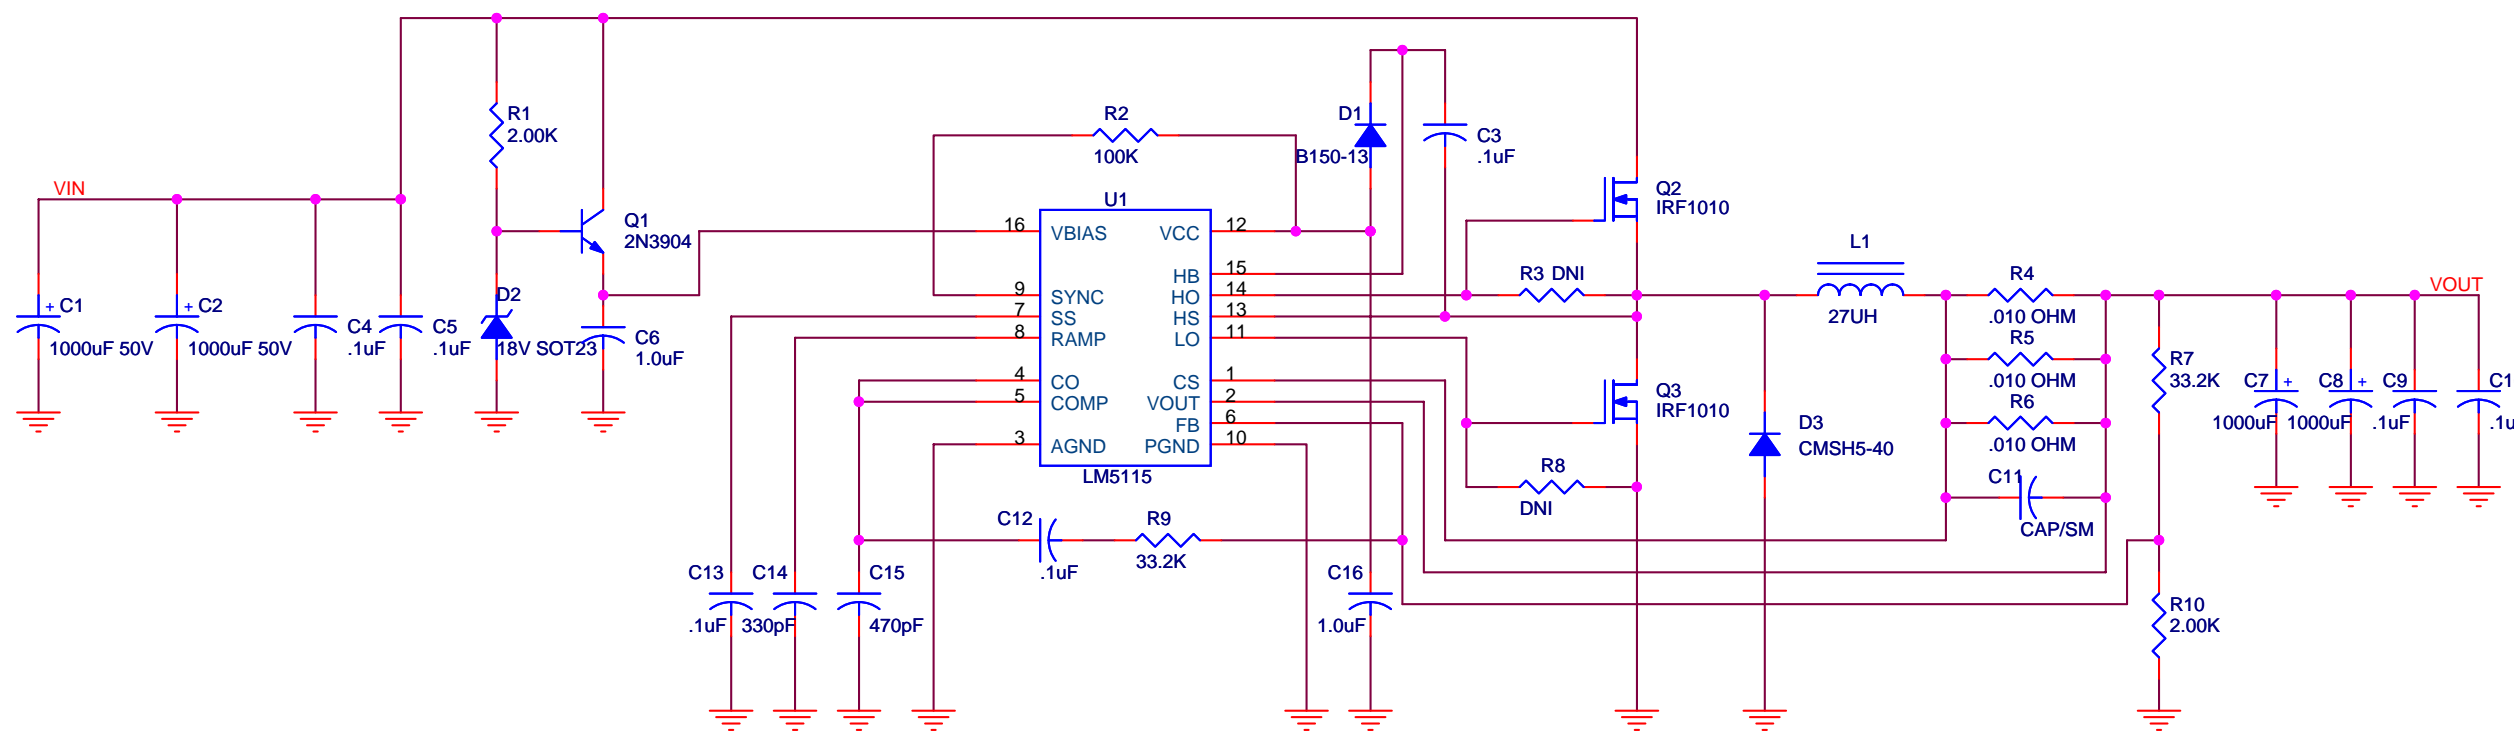 VIN
+ C1
1000uF 50V
+ C2
1000uF 50V
C4
.1uF
C5
.1uF
R1
2.00K
D2
18V SOT23
Q1
2N3904
C6
1.0uF
R2
100K
U1
16 VBIAS
9 SYNC
7 SS
8 RAMP
4 CO
5 COMP
3 AGND
VCC 12
HB 15
HO 14
HS 13
LO 11
CS 1
VOUT 2
FB 6
PGND 10
LM5115
D1
B150-13
C3
.1uF
Q2
IRF1010
R3 DNI
Q3
IRF1010
R8
DNI
L1
27UH
D3
CMSH5-40
R4
.010 OHM
R5
.010 OHM
R6
.010 OHM
C11
CAP/SM
VOUT
R7
33.2K
C7 +
1000uF
C8 +
1000uF
C9
.1uF
C1
.1u
C12
.1uF
R9
33.2K
C13
.1uF
C14
330pF
C15
470pF
C16
1.0uF
R10
2.00K